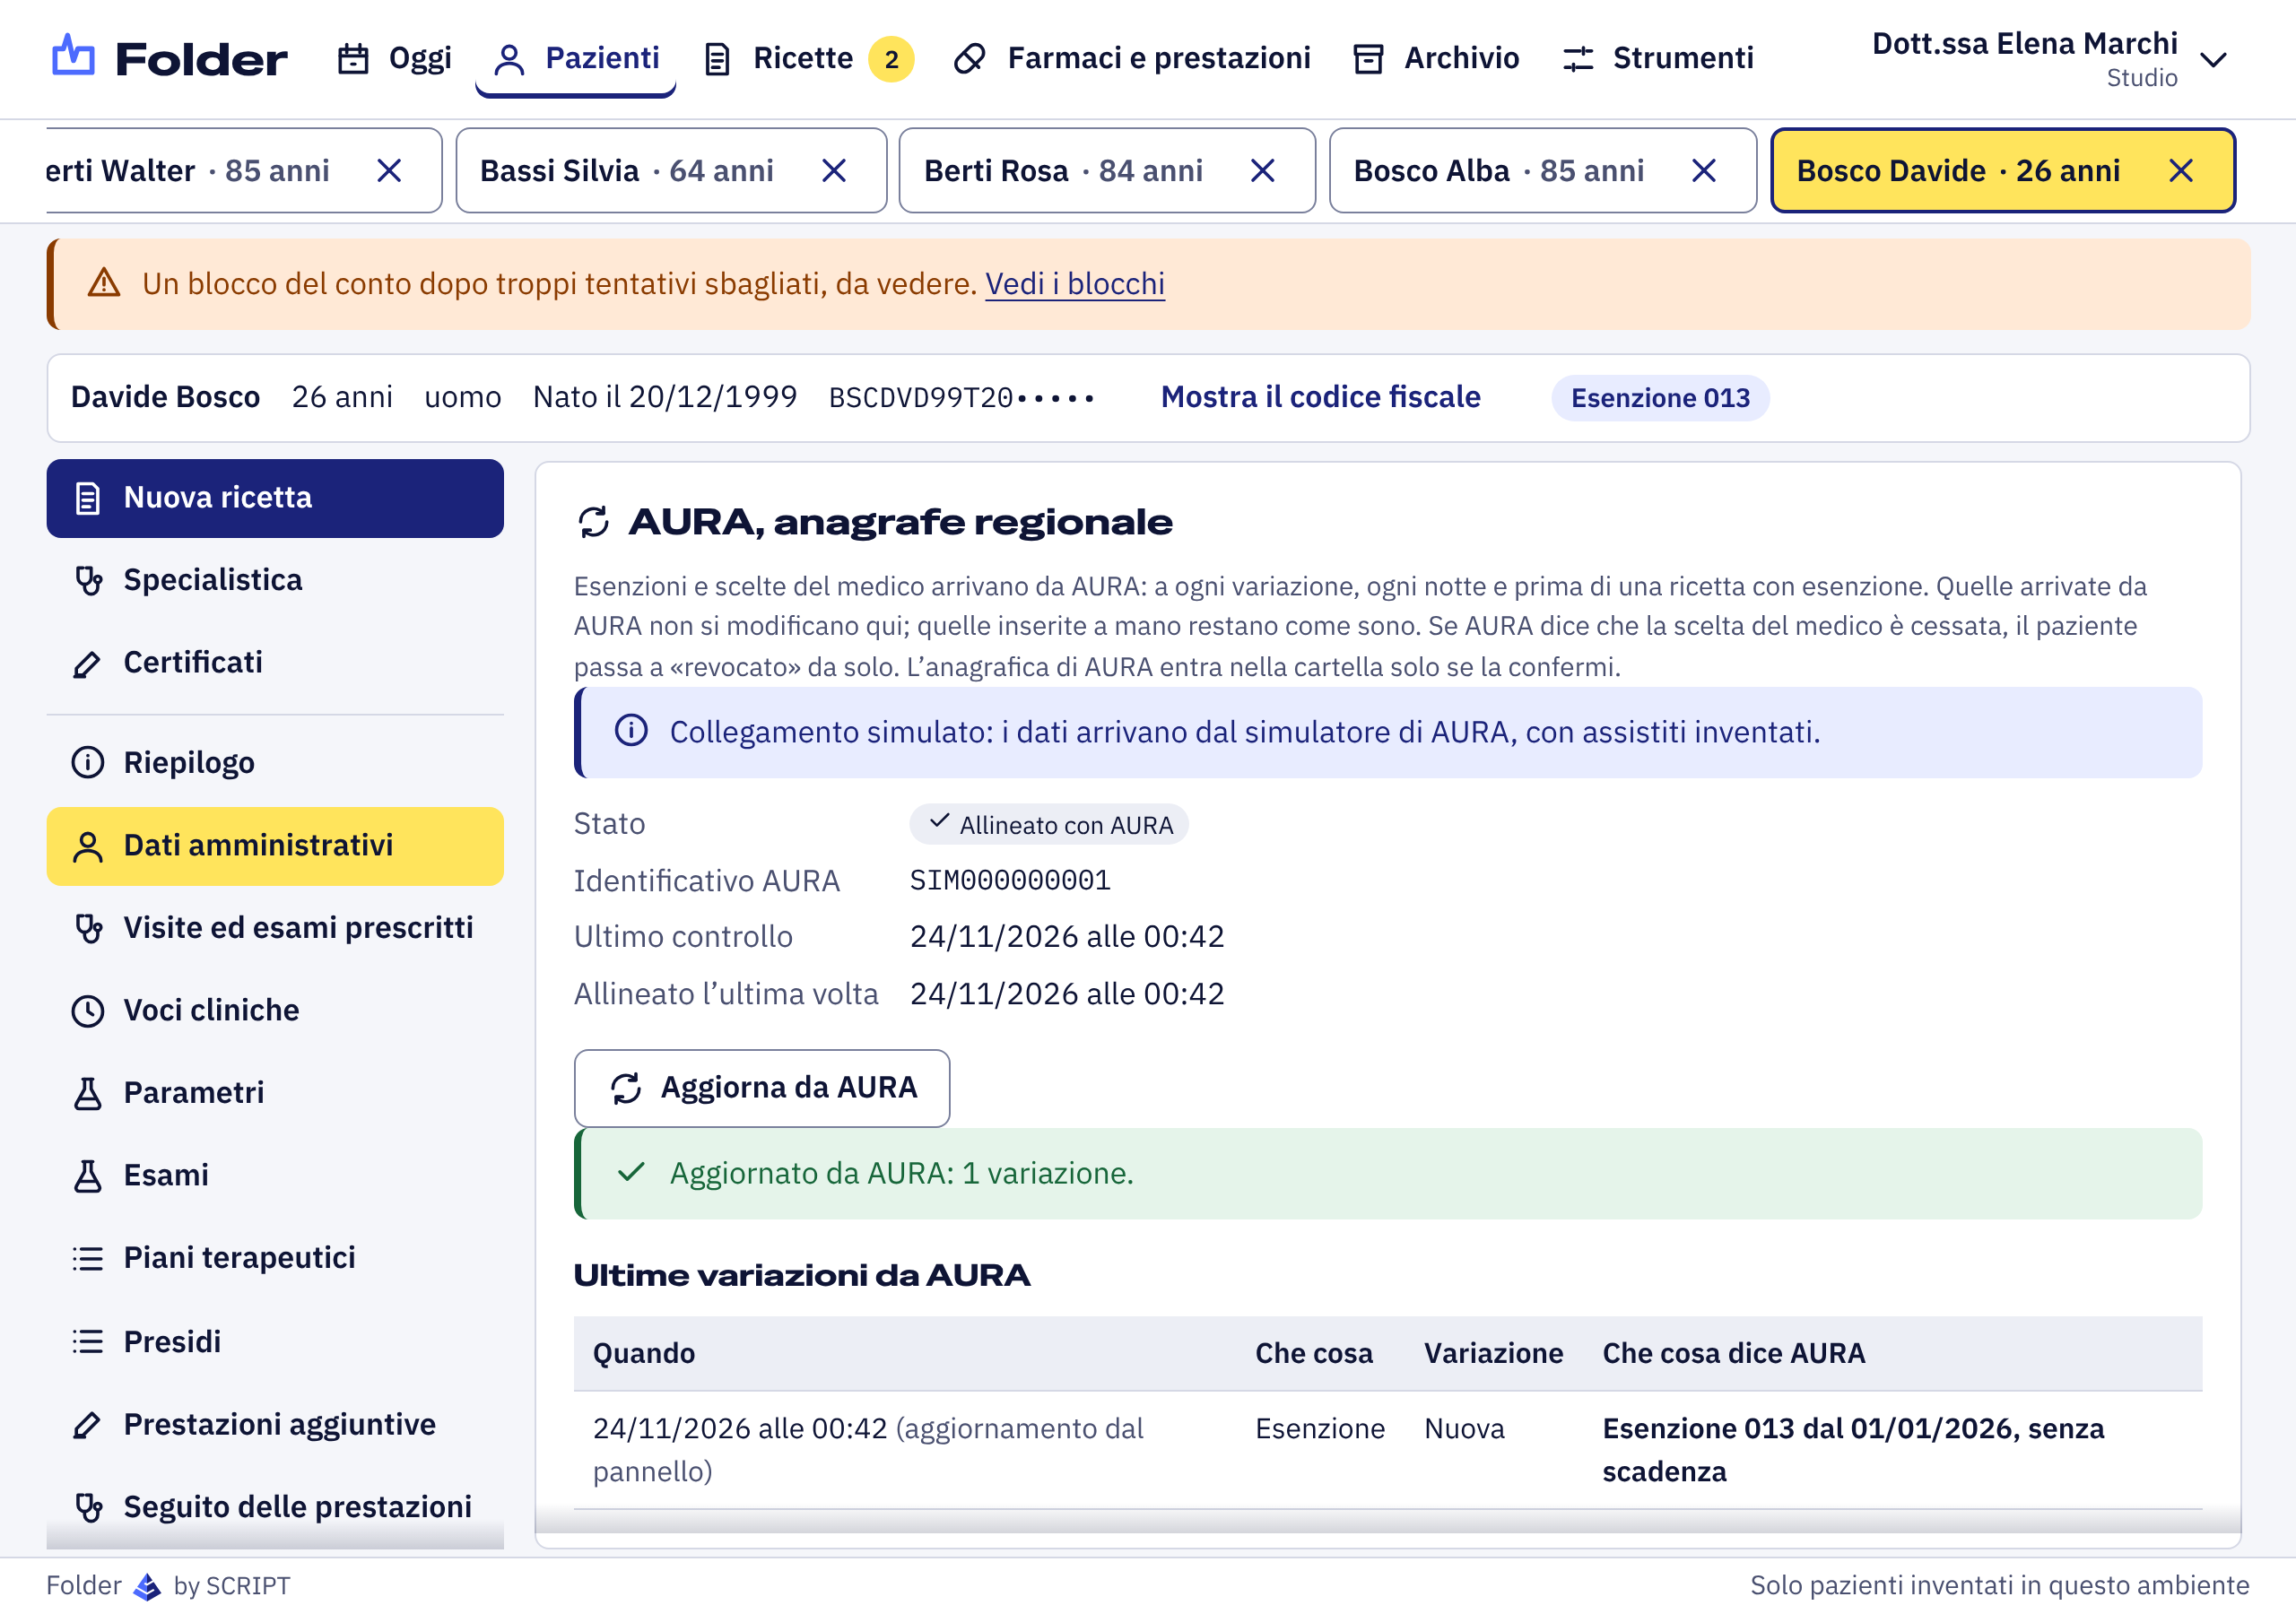 Folder
Oggi
Pazienti
Ricette 2
Farmaci e prestazioni
Archivio
Strumenti
Dott.ssa Elena Marchi
Studio
erti Walter · 85 anni
Bassi Silvia · 64 anni
Berti Rosa · 84 anni
Bosco Alba · 85 anni
Bosco Davide · 26 anni
Un blocco del conto dopo troppi tentativi sbagliati, da vedere. Vedi i blocchi
Davide Bosco 26 anni uomo Nato il 20/12/1999 BSCDVD99T20••••• Mostra il codice fiscale Esenzione 013
Nuova ricetta
Specialistica
Certificati
Riepilogo
Dati amministrativi
Visite ed esami prescritti
Voci cliniche
Parametri
Esami
Piani terapeutici
Presidi
Prestazioni aggiuntive
Seguito delle prestazioni
AURA, anagrafe regionale
Esenzioni e scelte del medico arrivano da AURA: a ogni variazione, ogni notte e prima di una ricetta con esenzione. Quelle arrivate da
AURA non si modificano qui; quelle inserite a mano restano come sono. Se AURA dice che la scelta del medico è cessata, il paziente
passa a «revocato» da solo. L’anagrafica di AURA entra nella cartella solo se la confermi.
Collegamento simulato: i dati arrivano dal simulatore di AURA, con assistiti inventati.
Stato Allineato con AURA
Identificativo AURA SIM000000001
Ultimo controllo 24/11/2026 alle 00:42
Allineato l’ultima volta 24/11/2026 alle 00:42
Aggiorna da AURA
Aggiornato da AURA: 1 variazione.
Ultime variazioni da AURA
Quando Che cosa Variazione Che cosa dice AURA
24/11/2026 alle 00:42 (aggiornamento dal Esenzione Nuova Esenzione 013 dal 01/01/2026, senza
pannello) scadenza
Folder by SCRIPT
Solo pazienti inventati in questo ambiente